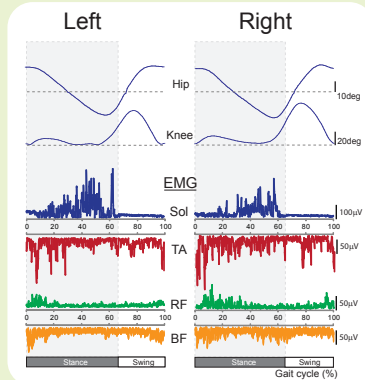 Left Right
Hip
10deg
Knee
20deg
EMG
Sol
100µV
0 20 40 60 80 100 0 20 40 60 80 100
TA
50µV
RF
50µV
0 20 40 60 80 100 0 20 40 60 80 100
BF
50µV
Stance Swing Stance Swing
Gait cycle (%)